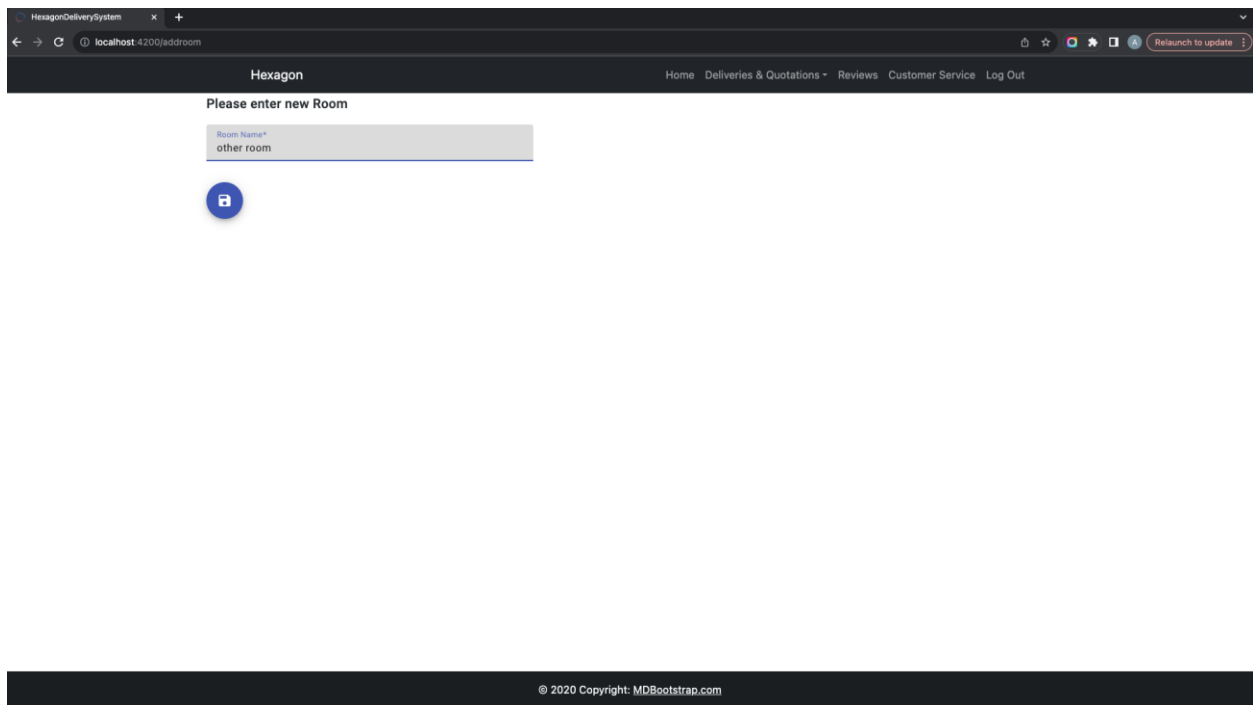 HexagonDeliverySystem
localhost:4200/addroom
A
Relaunch to update
Hexagon Home Deliveries & Quotations Reviews Customer Service Log Out
Please enter new Room
Room Name*
other room
© 2020 Copyright: MDBootstrap.com